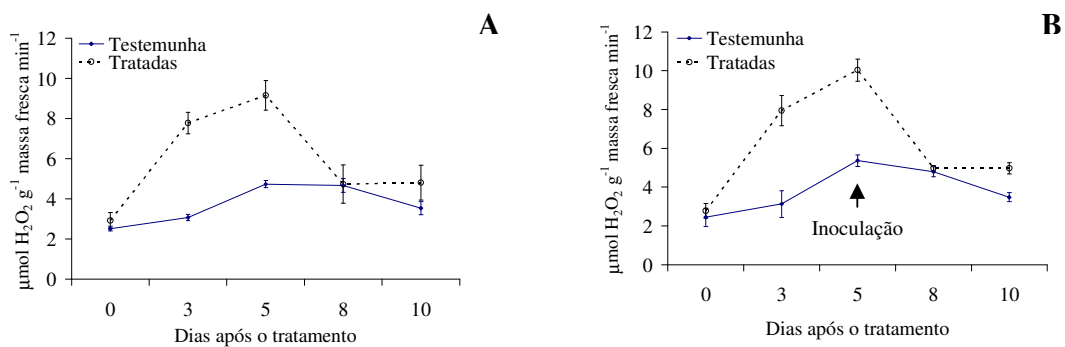 A
µmol H₂O₂ g⁻¹ massa fresca min⁻¹
12
10
8
6
4
2
0
Testemunha
Tratadas
0 3 5 8 10
Dias após o tratamento
B
µmol H₂O₂ g⁻¹ massa fresca min⁻¹
12
10
8
6
4
2
0
Testemunha
Tratadas
Inoculação
0 3 5 8 10
Dias após o tratamento